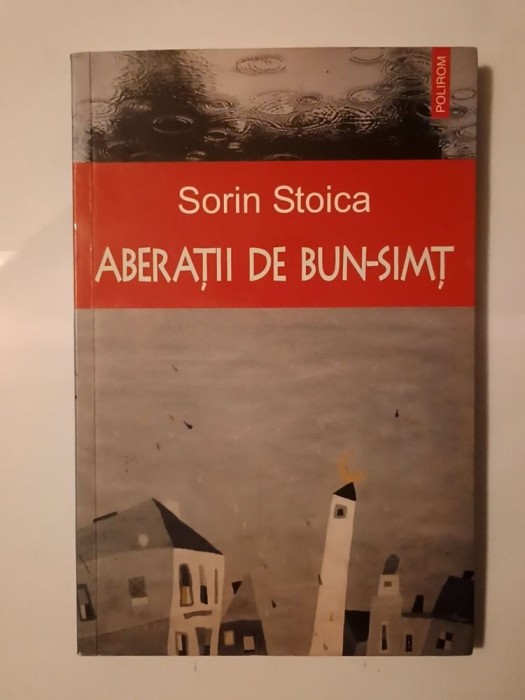 POLIROM
Sorin Stoica
ABERAȚII DE BUN-SIMȚ